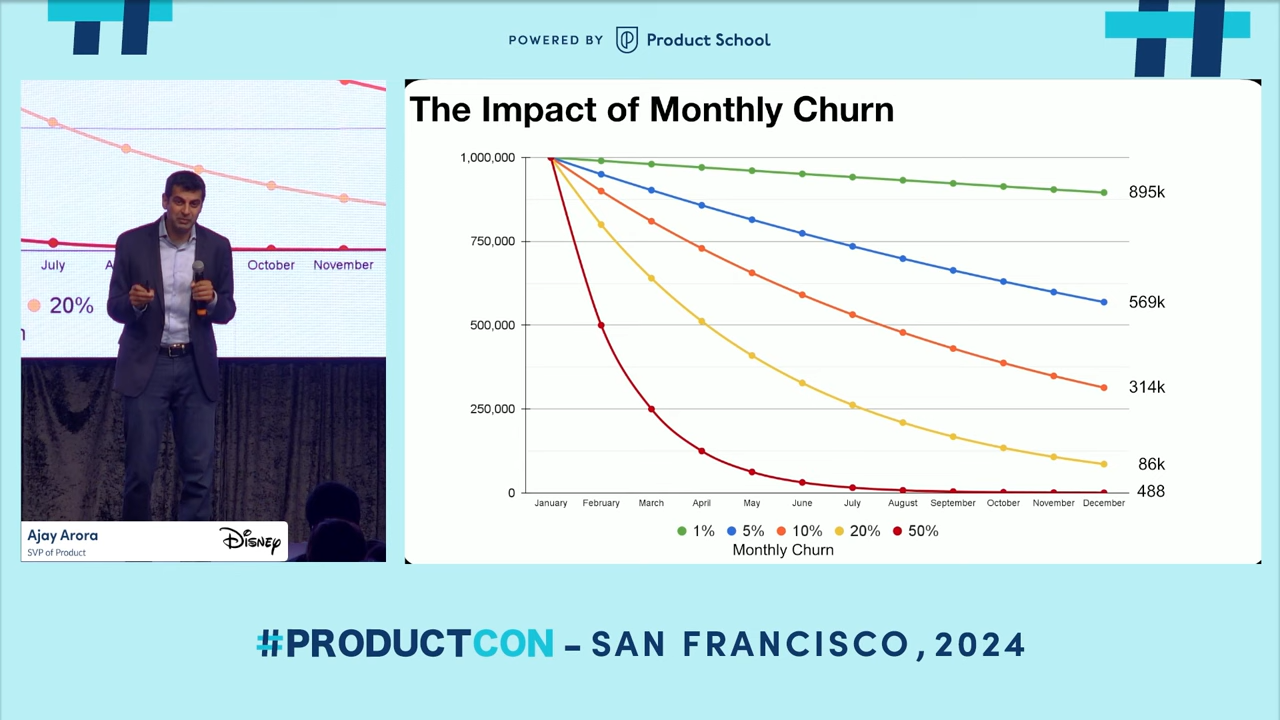 POWERED BY Product School
July A October November
20%
Ajay Arora
SVP of Product
Disney
The Impact of Monthly Churn
1,000,000
750,000
500,000
250,000
0
895k
569k
314k
86k
488
January February March April May June July August September October November December
1% 5% 10% 20% 50%
Monthly Churn
#PRODUCTCON – SAN FRANCISCO, 2024